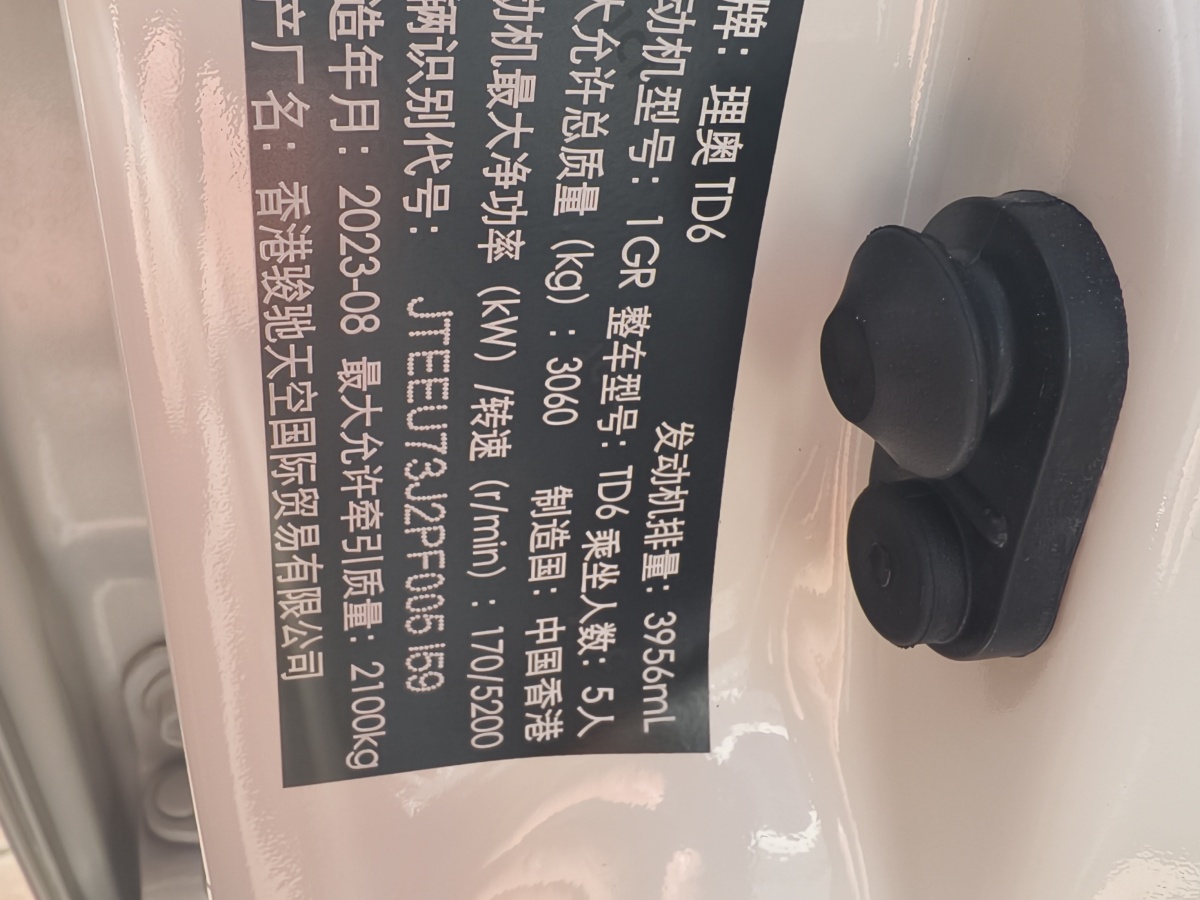 牌: 理奥 TD6 发动机排量: 3956mL
动机型号: 1GR 整车型号: TD6 乘坐人数: 5人
大允许总质量 (kg) : 3060 制造国: 中国香港
动机最大净功率 (kW) /转速 (r/min) : 170/5200
辆识别代号: JTEEU73J2PF005159
造年月: 2023-08 最大允许牵引质量: 2100kg
产厂名: 香港骏驰天空国际贸易有限公司